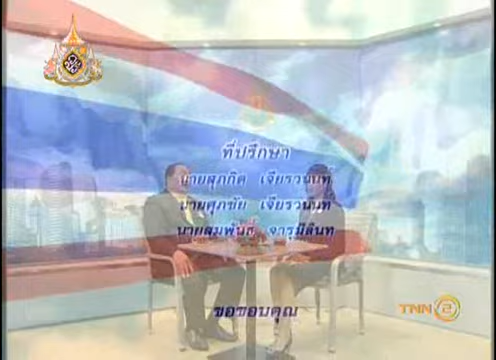 ที่ปรึกษา
นายสุภกิต เจียรวนนท์
นายศุภชัย เจียรวนนท์
นายสมพันธ์ จารุมิลินท
ขอขอบคุณ
TNN 2